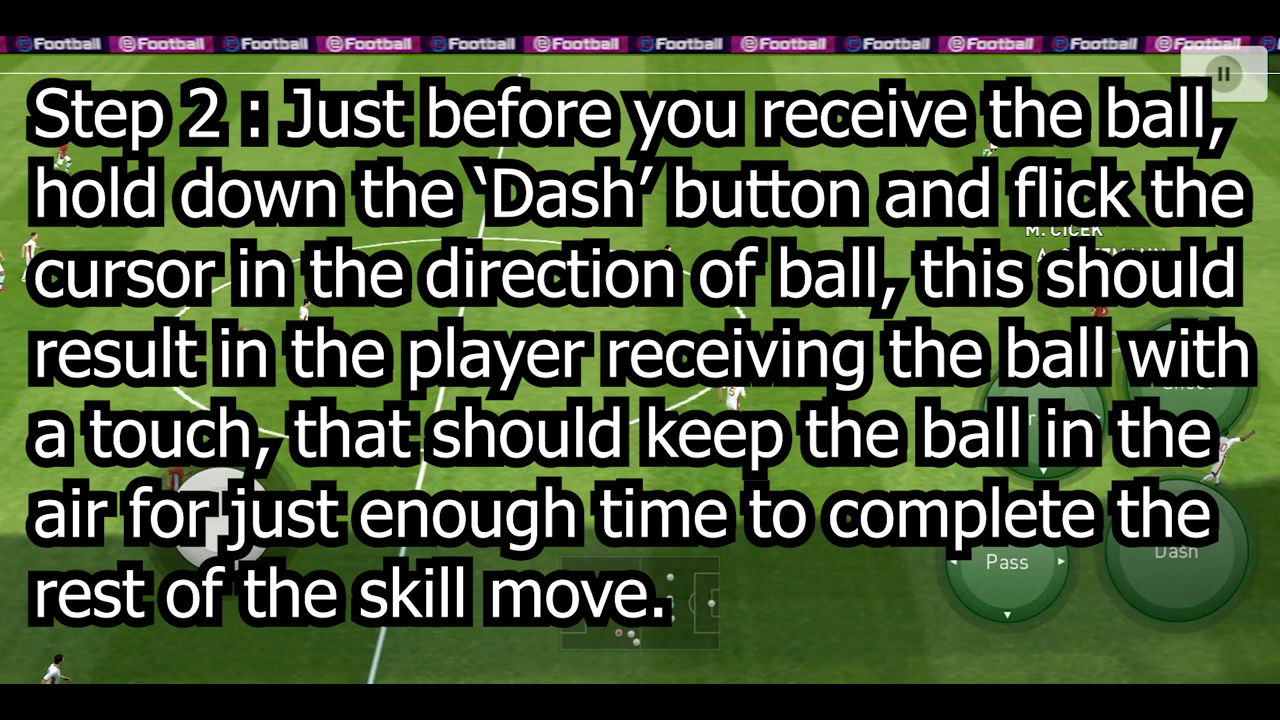 eFootball eFootball eFootball eFootball eFootball eFootball eFootball eFootball eFootball eFootball eFootball eFootball
Step 2 : Just before you receive the ball,
hold down the ‘Dash’ button and flick the
M. CICEK
cursor in the direction of ball, this should
result in the player receiving the ball with
a touch, that should keep the ball in the
air for just enough time to complete the
Pass
Dash
rest of the skill move.